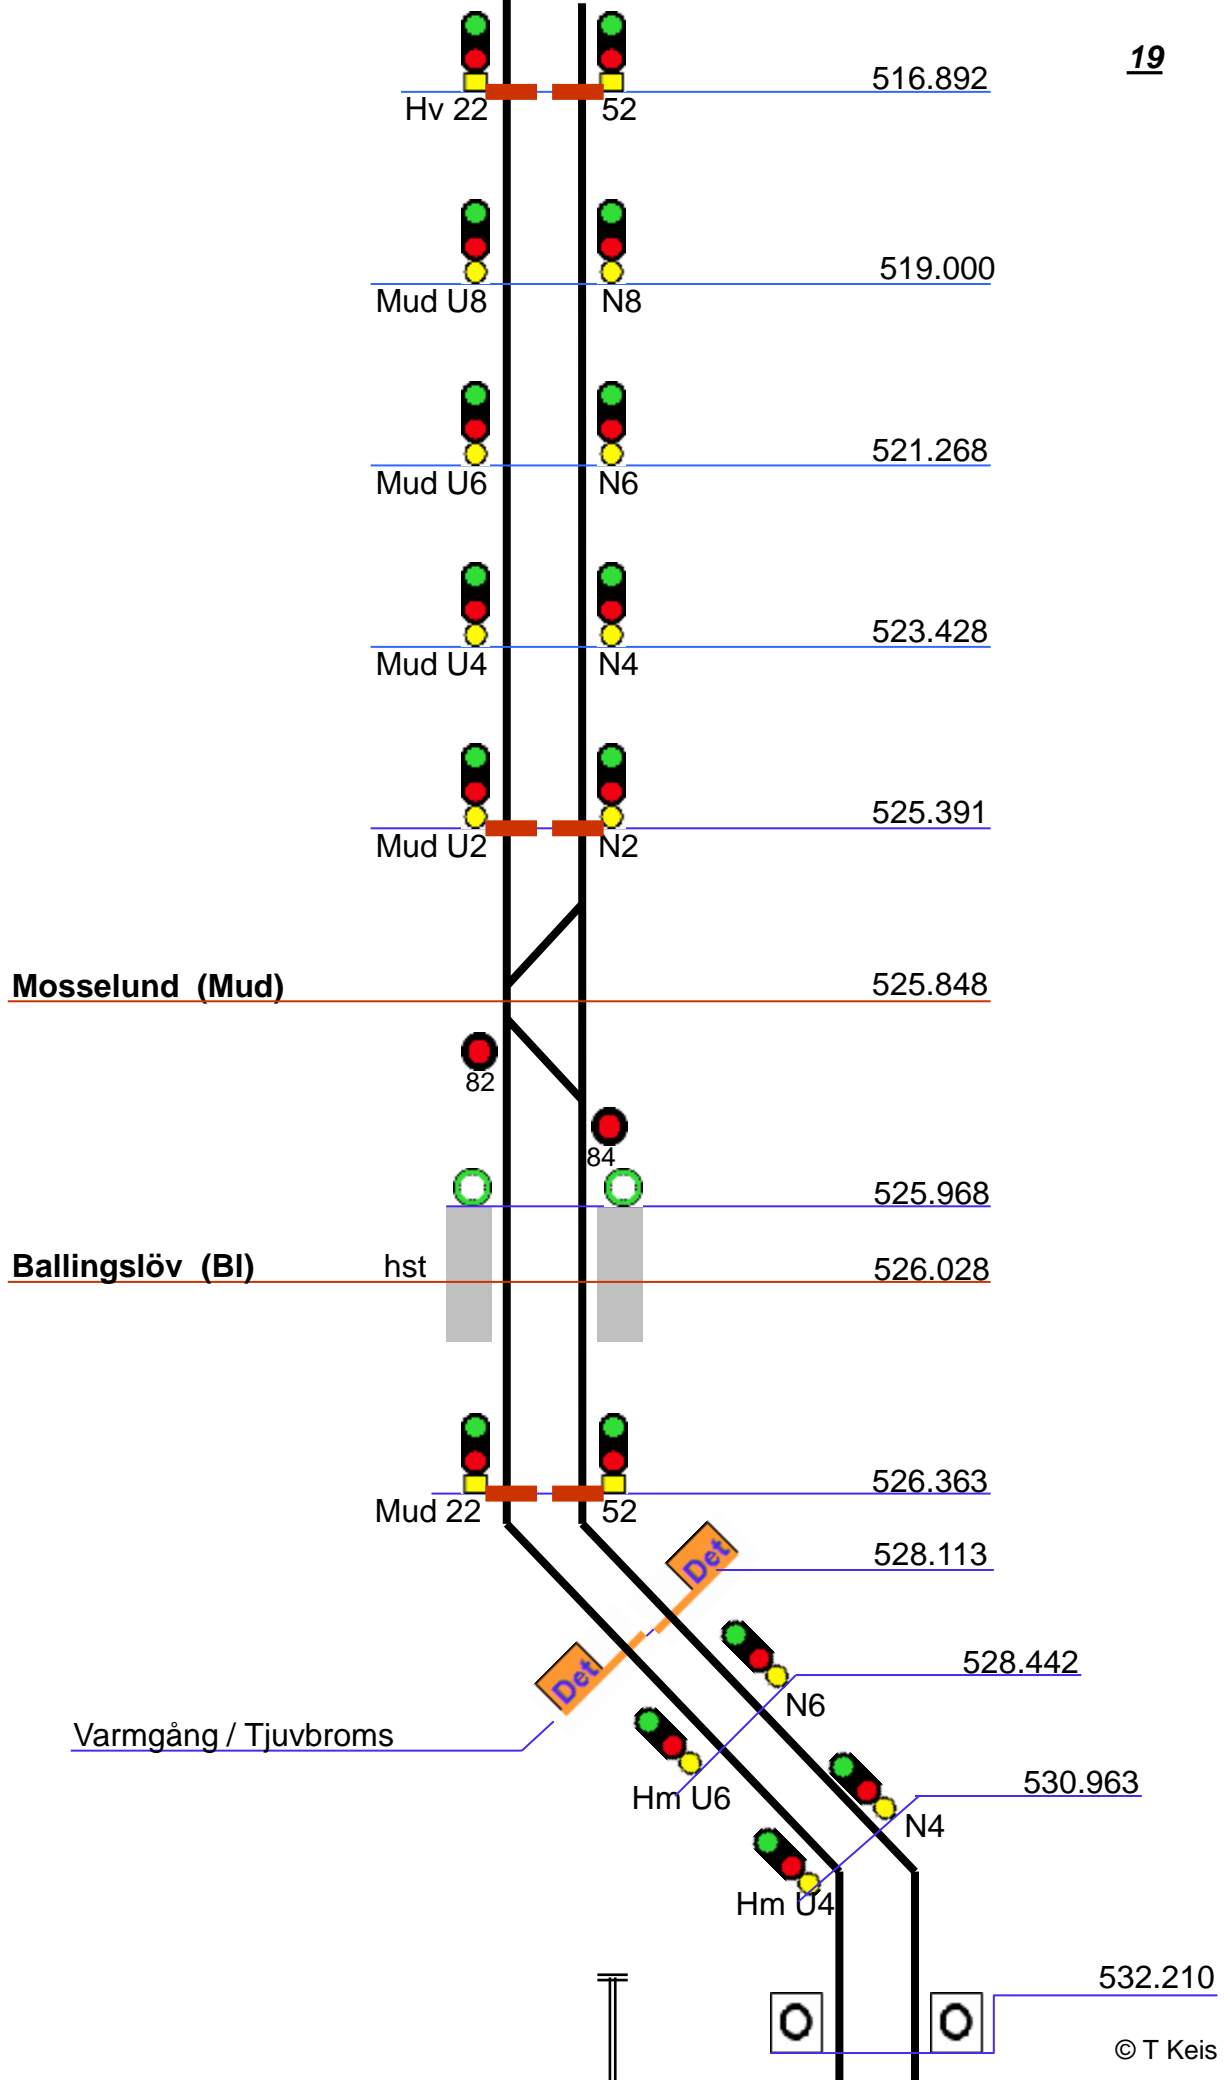 19
516.892
Hv 22 52
519.000
Mud U8 N8
521.268
Mud U6 N6
523.428
Mud U4 N4
525.391
Mud U2 N2
Mosselund (Mud) 525.848
82
84
525.968
Ballingslöv (Bl) hst 526.028
526.363
Mud 22 52
Det 528.113
528.442
Det
N6
Varmgång / Tjuvbroms
530.963
Hm U6
N4
Hm U4
532.210
© T Keis